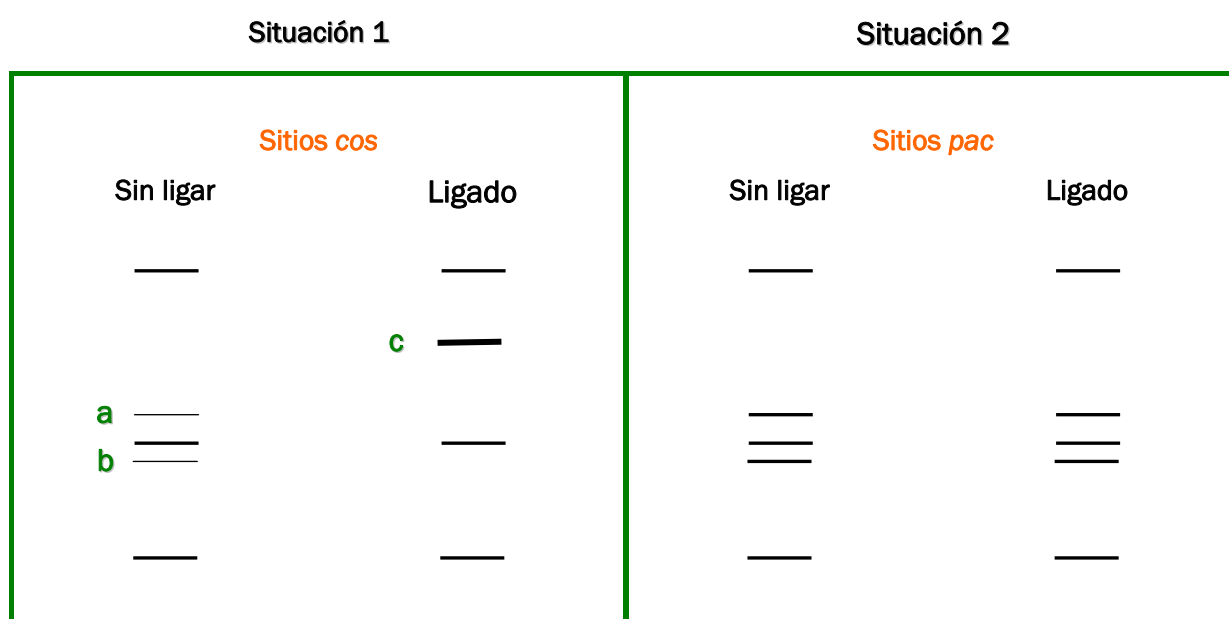 Situación 1
Situación 2
Sitios cos
Sitios pac
Sin ligar
Ligado
Sin ligar
Ligado
c
a
b